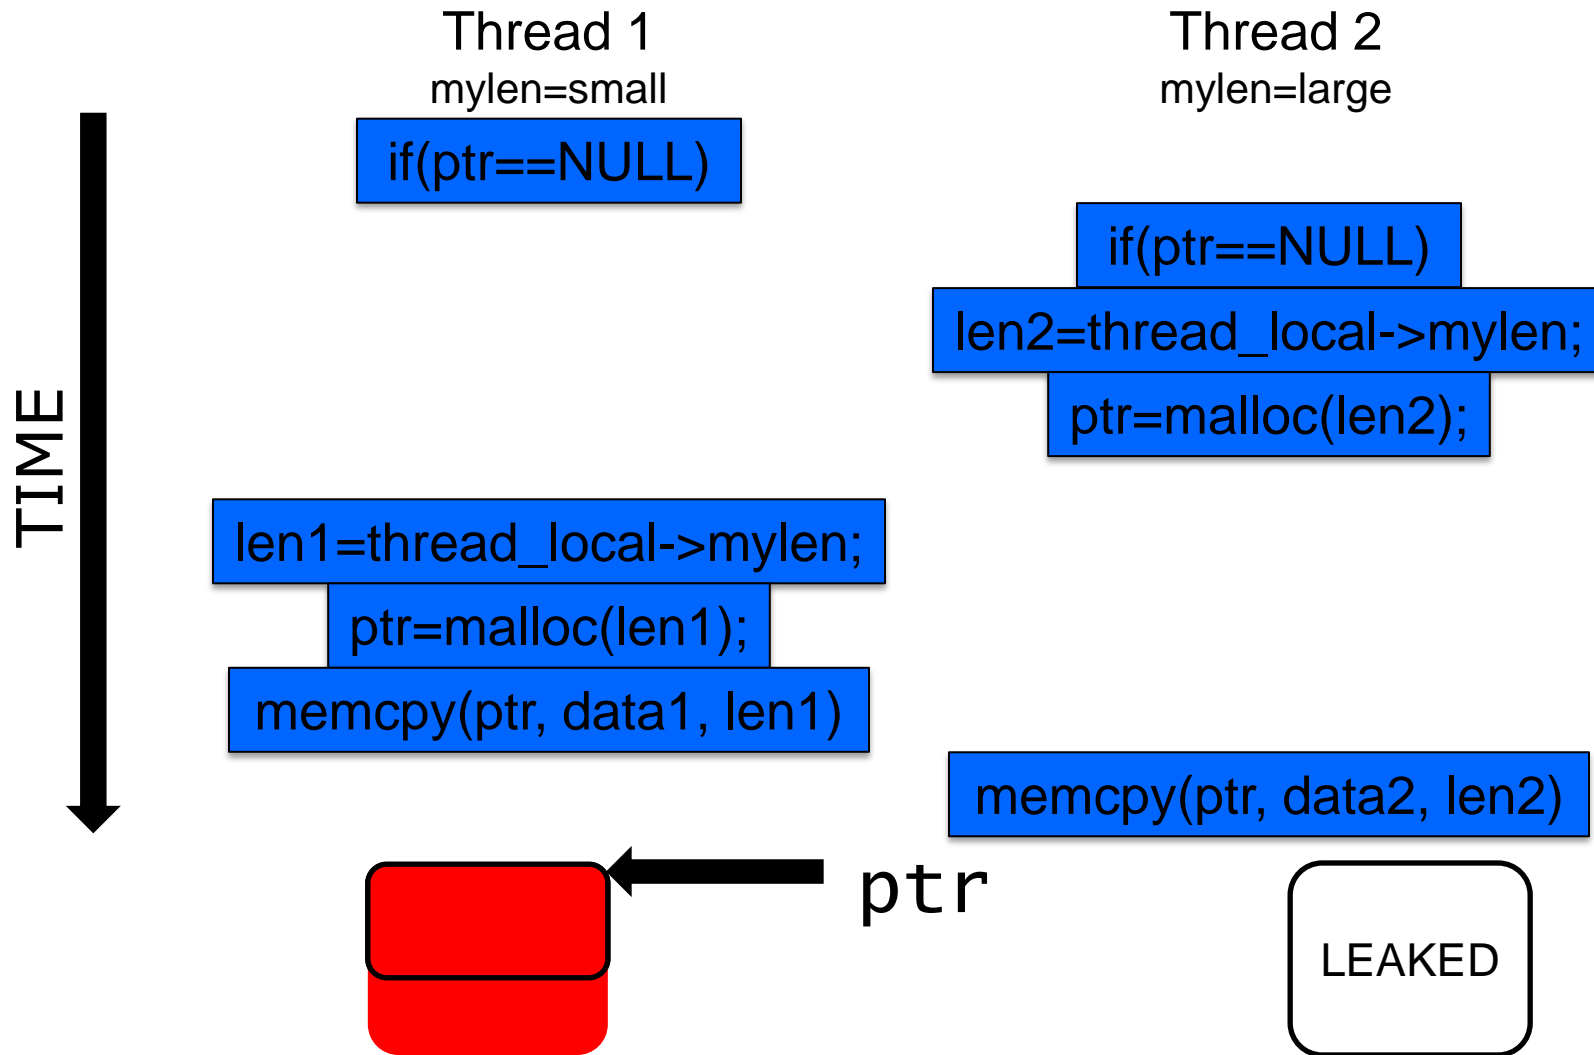 Thread 1
mylen=small
Thread 2
mylen=large
if(ptr==NULL)
if(ptr==NULL)
len2=thread_local->mylen;
ptr=malloc(len2);
TIME
len1=thread_local->mylen;
ptr=malloc(len1);
memcpy(ptr, data1, len1)
memcpy(ptr, data2, len2)
ptr
LEAKED